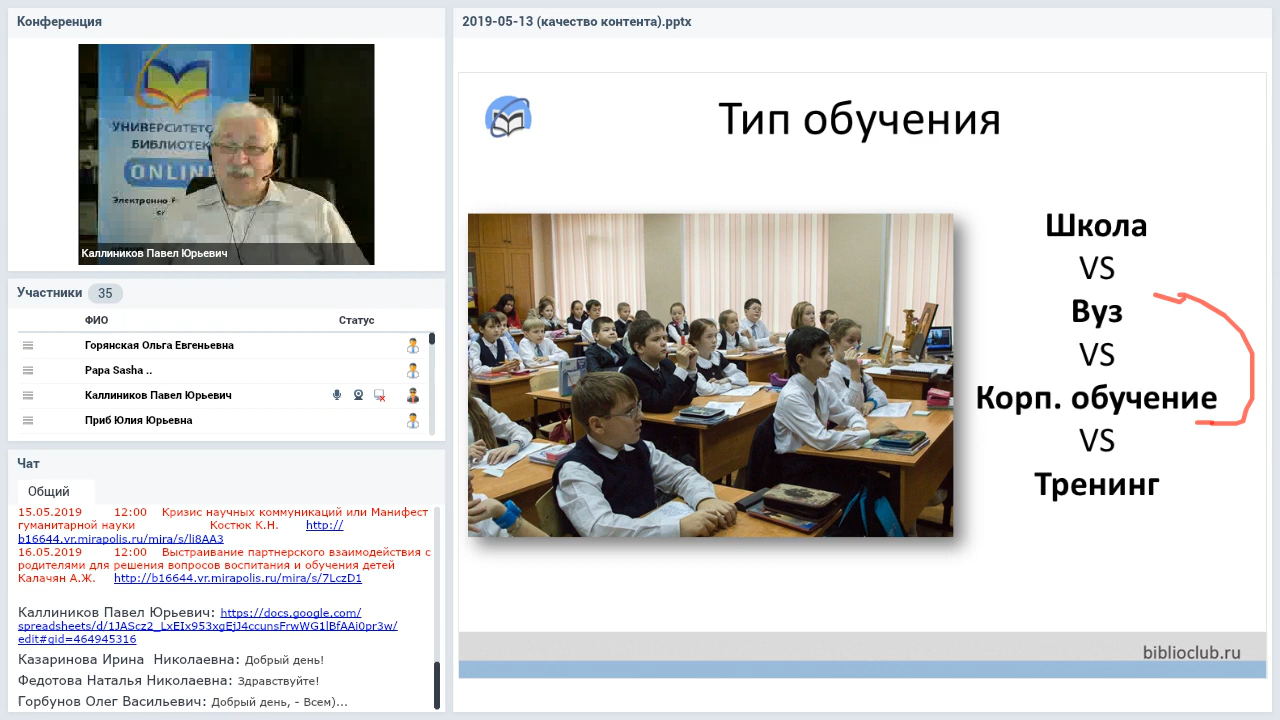 Конференция
УНИВЕРСИТЕТС
БИБЛИОТЕК
ONLINE
Каллиников Павел Юрьевич
Участники 35
ФИО Статус
Горянская Ольга Евгеньевна
Papa Sasha ..
Каллиников Павел Юрьевич
Приб Юлия Юрьевна
Чат
Общий
15.05.2019 12:00 Кризис научных коммуникаций или Манифест
гуманитарной науки Костюк К.Н. http://
b16644.vr.mirapolis.ru/mira/s/li8AA3
16.05.2019 12:00 Выстраивание партнерского взаимодействия с
родителями для решения вопросов воспитания и обучения детей
Калачян А.Ж. http://b16644.vr.mirapolis.ru/mira/s/7LczD1
Каллиников Павел Юрьевич: https://docs.google.com/
spreadsheets/d/1JAScz2_LxEIx953xgEjJ4ccunsFrwWG1lBfAAi0pr3w/
edit#gid=464945316
Казаринова Ирина Николаевна: Добрый день!
Федотова Наталья Николаевна: Здравствуйте!
Горбунов Олег Васильевич: Добрый день, - Всем)...
2019-05-13 (качество контента).pptx
Тип обучения
Школа
VS
Вуз
VS
Корп. обучение
VS
Тренинг
biblioclub.ru